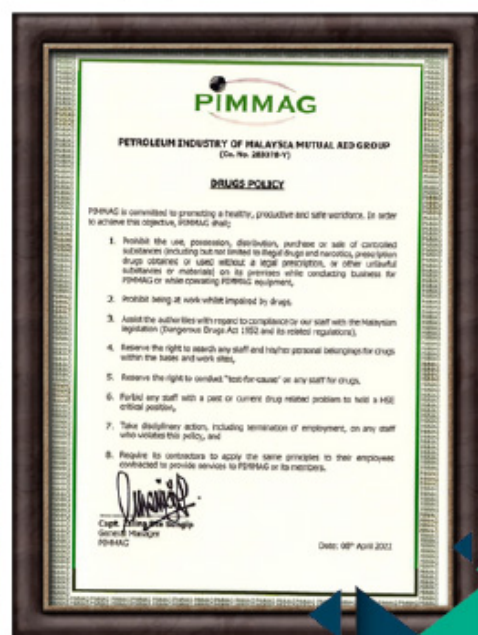 PIMMAG
PETROLEUM INDUSTRY OF MALAYSIA MUTUAL AID GROUP
(Co. No. 283378-Y)
DRUGS POLICY
PIMMAG is committed to promoting a healthy, productive and safe workforce. In order
to achieve this objective, PIMMAG shall;
1. Prohibit the use, possession, distribution, purchase or sale of controlled
substances (including but not limited to illegal drugs and narcotics, prescription
drugs obtained or used without a legal prescription, or other unlawful
substances or materials) on its premises while conducting business for
PIMMAG or while operating PIMMAG equipment,
2. Prohibit being at work whilst impaired by drugs,
3. Assist the authorities with regard to compliance by our staff with the Malaysian
legislation (Dangerous Drugs Act 1952 and its related regulations),
4. Reserve the right to search any staff and his/her personal belongings for drugs
within the bases and work sites,
5. Reserve the right to conduct "test-for-cause" on any staff for drugs,
6. Forbid any staff with a past or current drug related problem to hold a HSE
critical position,
7. Take disciplinary action, including termination of employment, on any staff
who violates this policy, and
8. Require its contractors to apply the same principles to their employees
contracted to provide services to PIMMAG or its members.
Capt.
General Manager
PIMMAG
Date: 08th April 2021